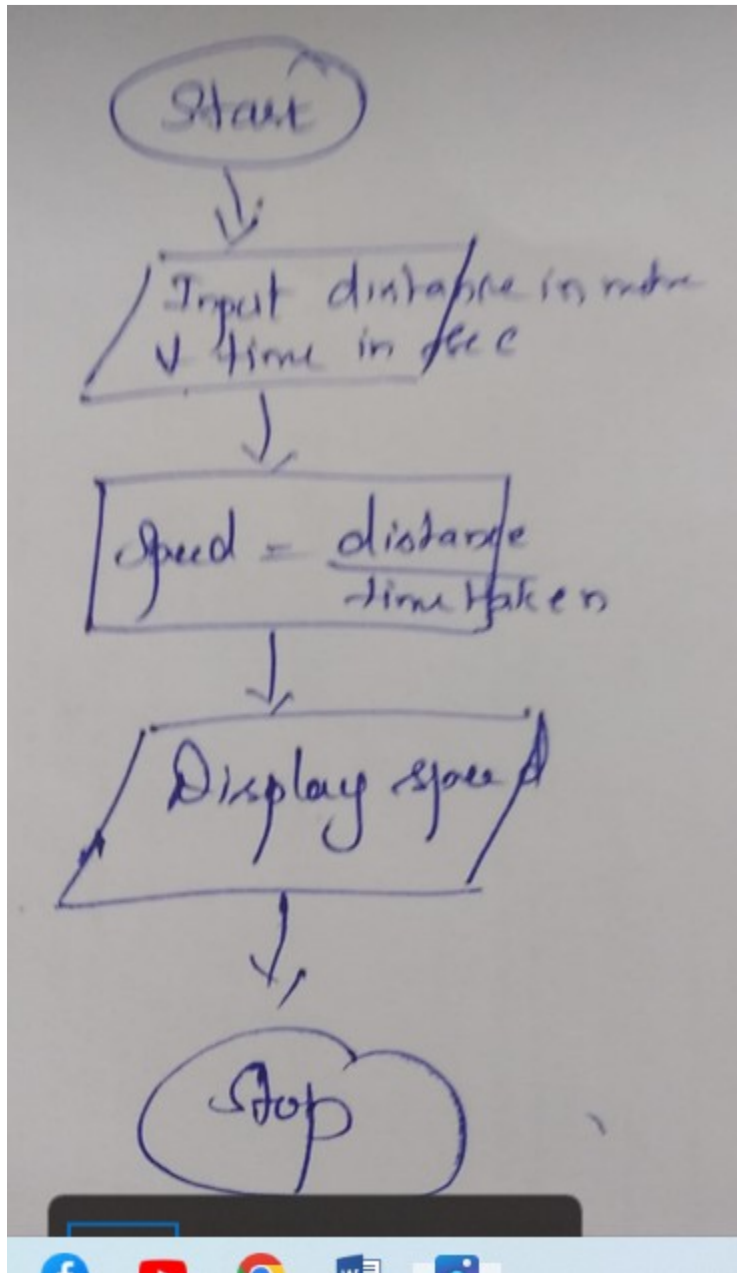 Start
Input distance in metre
& time in sec
speed = distance
time taken
Display speed
Stop